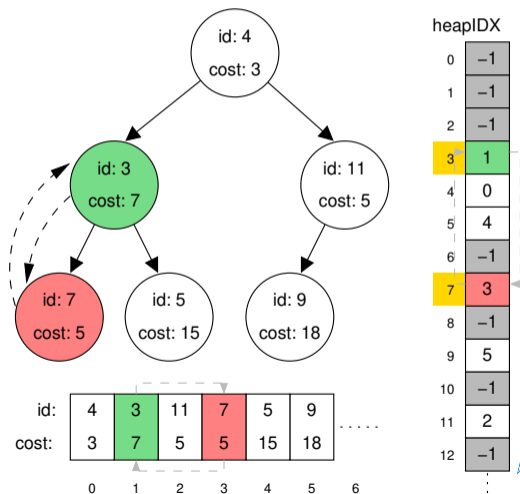 id: 4
cost: 3
id: 3
cost: 7
id: 11
cost: 5
id: 7
cost: 5
id: 5
cost: 15
id: 9
cost: 18
id: 4 3 11 7 5 9
cost: 3 7 5 5 15 18 .....
0 1 2 3 4 5 6
heapIDX
0 −1
1 −1
2 −1
3 1
4 0
5 4
6 −1
7 3
8 −1
9 5
10 −1
11 2
12 −1